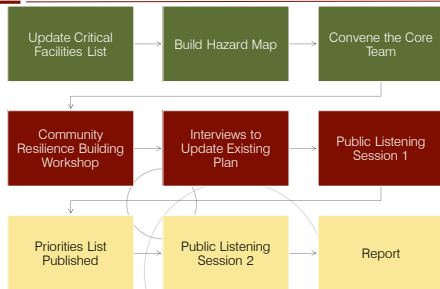 Update Critical
Facilities List
Build Hazard Map
Convene the Core
Team
Community
Resilience Building
Workshop
Interviews to
Update Existing
Plan
Public Listening
Session 1
Priorities List
Published
Public Listening
Session 2
Report